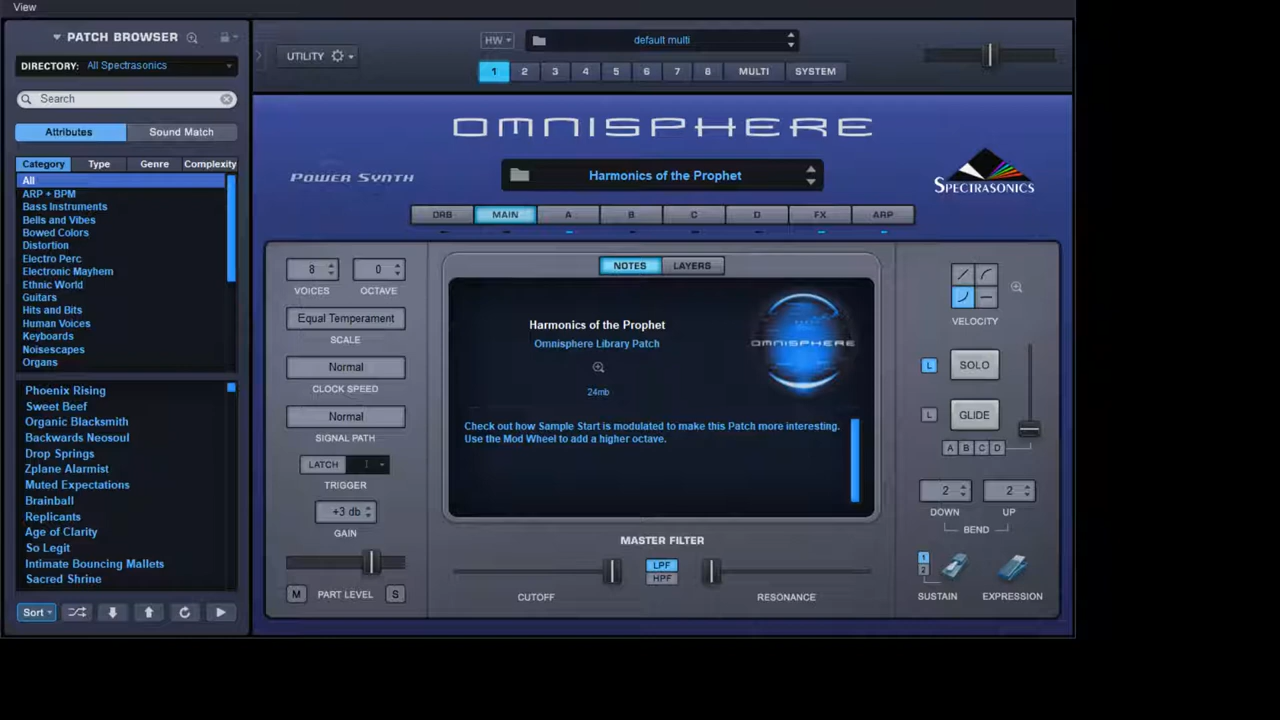 View
PATCH BROWSER
DIRECTORY: All Spectrasonics
Search
Attributes Sound Match
Category Type Genre Complexity
All
ARP + BPM
Bass Instruments
Bells and Vibes
Bowed Colors
Distortion
Electro Perc
Electronic Mayhem
Ethnic World
Guitars
Hits and Bits
Human Voices
Keyboards
Noisescapes
Organs
Phoenix Rising
Sweet Beef
Organic Blacksmith
Backwards Neosoul
Drop Springs
Zplane Alarmist
Muted Expectations
Brainball
Replicants
Age of Clarity
So Legit
Intimate Bouncing Mallets
Sacred Shrine
Sort
UTILITY
HW default multi
1 2 3 4 5 6 7 8 MULTI SYSTEM
OMNISPHERE
POWER SYNTH
Harmonics of the Prophet
SPECTRASONICS
ORB MAIN A B C D FX ARP
8 0
VOICES OCTAVE
Equal Temperament
SCALE
Normal
CLOCK SPEED
Normal
SIGNAL PATH
LATCH
TRIGGER
+3 db
GAIN
M PART LEVEL S
NOTES LAYERS
Harmonics of the Prophet
Omnisphere Library Patch
24mb
OMNISPHERE
Check out how Sample Start is modulated to make this Patch more interesting.
Use the Mod Wheel to add a higher octave.
MASTER FILTER
LPF
HPF
CUTOFF RESONANCE
VELOCITY
L SOLO
L GLIDE
A B C D
2 2
DOWN UP
BEND
1
2
SUSTAIN EXPRESSION